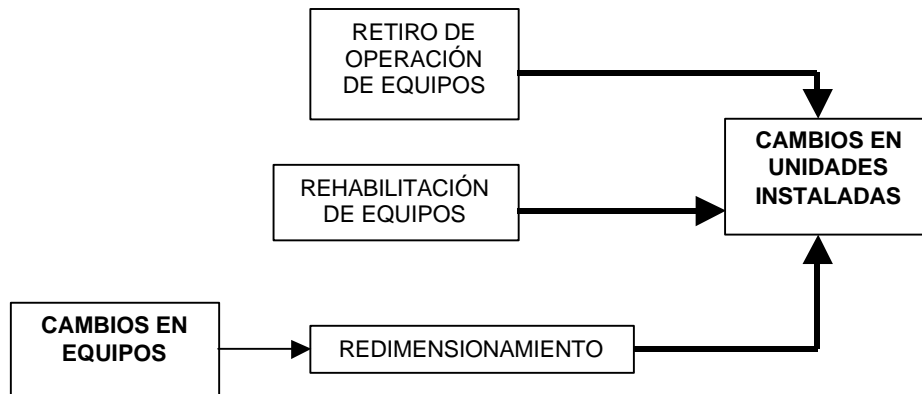 RETIRO DE
OPERACIÓN
DE EQUIPOS
CAMBIOS EN
UNIDADES
INSTALADAS
REHABILITACIÓN
DE EQUIPOS
CAMBIOS EN
EQUIPOS
REDIMENSIONAMIENTO